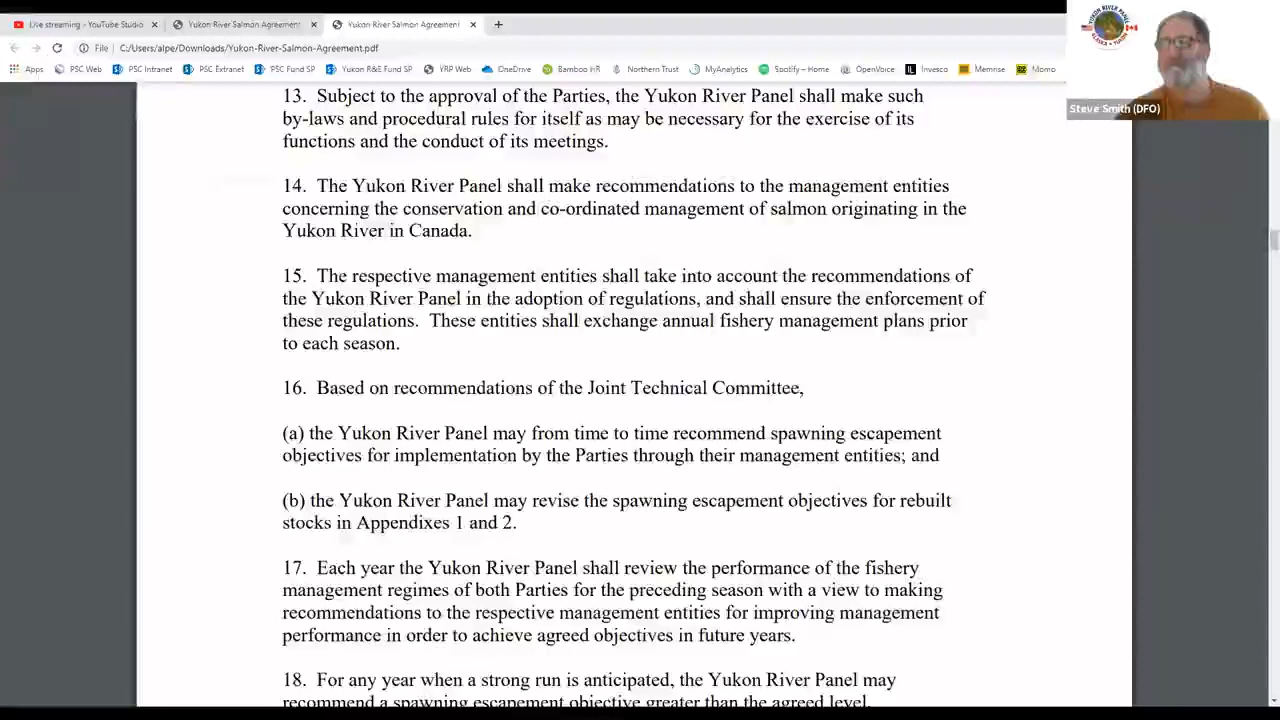 Live streaming - YouTube Studio
Yukon River Salmon Agreement
Yukon River Salmon Agreement
File C:/Users/alpe/Downloads/Yukon-River-Salmon-Agreement.pdf
Apps PSC Web PSC Intranet PSC Extranet PSC Fund SP Yukon R&E Fund SP YRP Web OneDrive Bamboo HR Northern Trust MyAnalytics Spotify – Home OpenVoice Invesco Memrise Momo
YUKON RIVER PANEL
ALASKA YUKON
Steve Smith (DFO)
13. Subject to the approval of the Parties, the Yukon River Panel shall make such
by-laws and procedural rules for itself as may be necessary for the exercise of its
functions and the conduct of its meetings.
14. The Yukon River Panel shall make recommendations to the management entities
concerning the conservation and co-ordinated management of salmon originating in the
Yukon River in Canada.
15. The respective management entities shall take into account the recommendations of
the Yukon River Panel in the adoption of regulations, and shall ensure the enforcement of
these regulations. These entities shall exchange annual fishery management plans prior
to each season.
16. Based on recommendations of the Joint Technical Committee,
(a) the Yukon River Panel may from time to time recommend spawning escapement
objectives for implementation by the Parties through their management entities; and
(b) the Yukon River Panel may revise the spawning escapement objectives for rebuilt
stocks in Appendixes 1 and 2.
17. Each year the Yukon River Panel shall review the performance of the fishery
management regimes of both Parties for the preceding season with a view to making
recommendations to the respective management entities for improving management
performance in order to achieve agreed objectives in future years.
18. For any year when a strong run is anticipated, the Yukon River Panel may
recommend a spawning escapement objective greater than the agreed level.